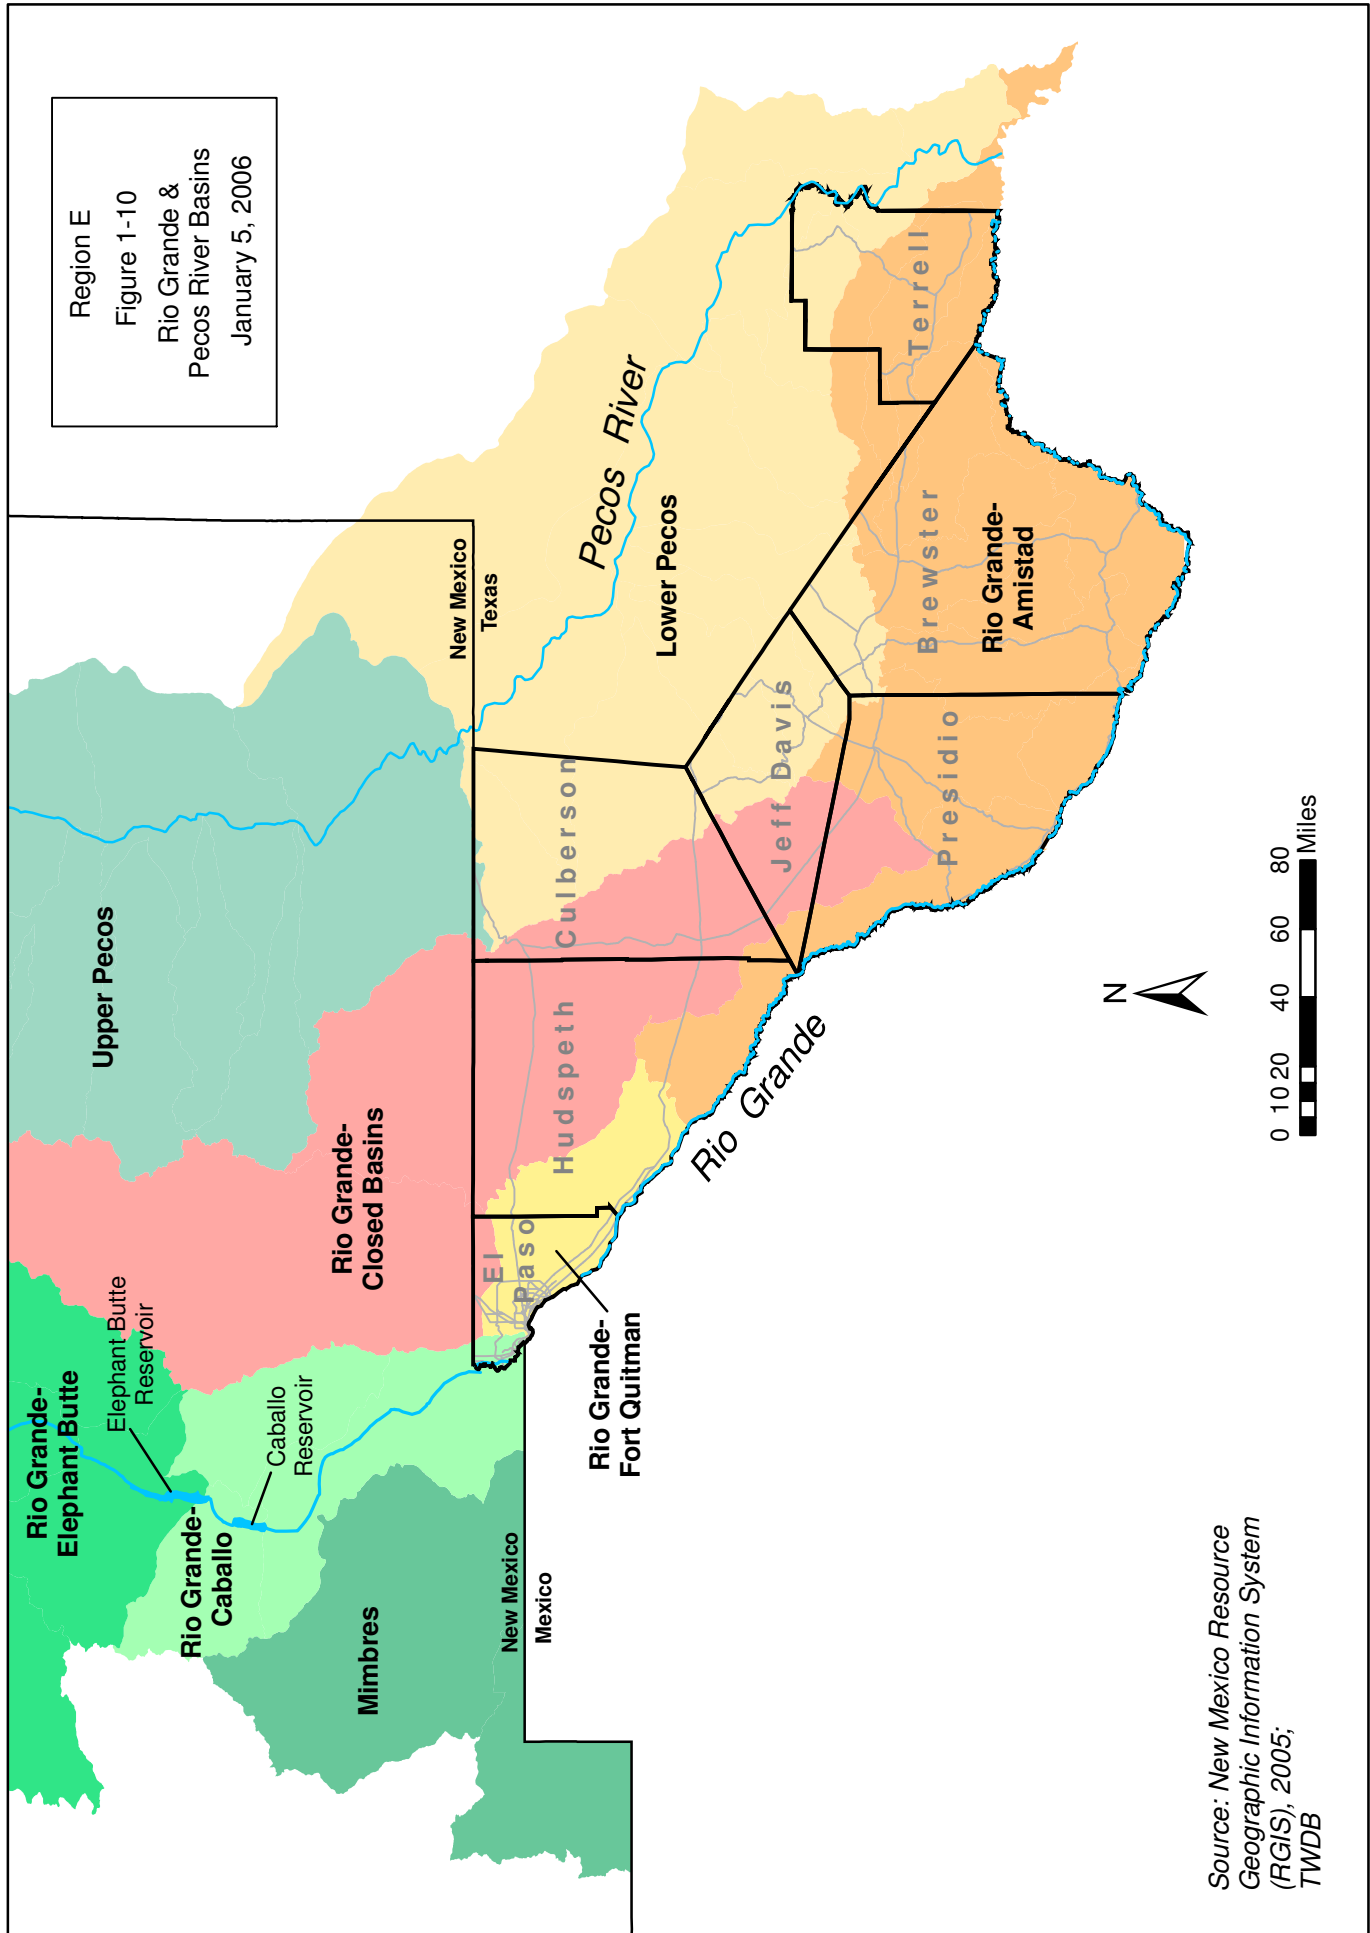 Region E
Figure 1-10
Rio Grande &
Pecos River Basins
January 5, 2006
Rio Grande-
Elephant Butte
Elephant Butte
Reservoir
Rio Grande-
Caballo
Caballo
Reservoir
Mimbres
Upper Pecos
Rio Grande-
Closed Basins
New Mexico
Texas
New Mexico
Mexico
Pecos River
Lower Pecos
El
Paso
Hudspeth
Culberson
Jeff Davis
Presidio
Brewster
Terrell
Rio Grande-
Fort Quitman
Rio Grande
Rio Grande-
Amistad
N
0 10 20 40 60 80
Miles
Source: New Mexico Resource
Geographic Information System
(RGIS), 2005;
TWDB